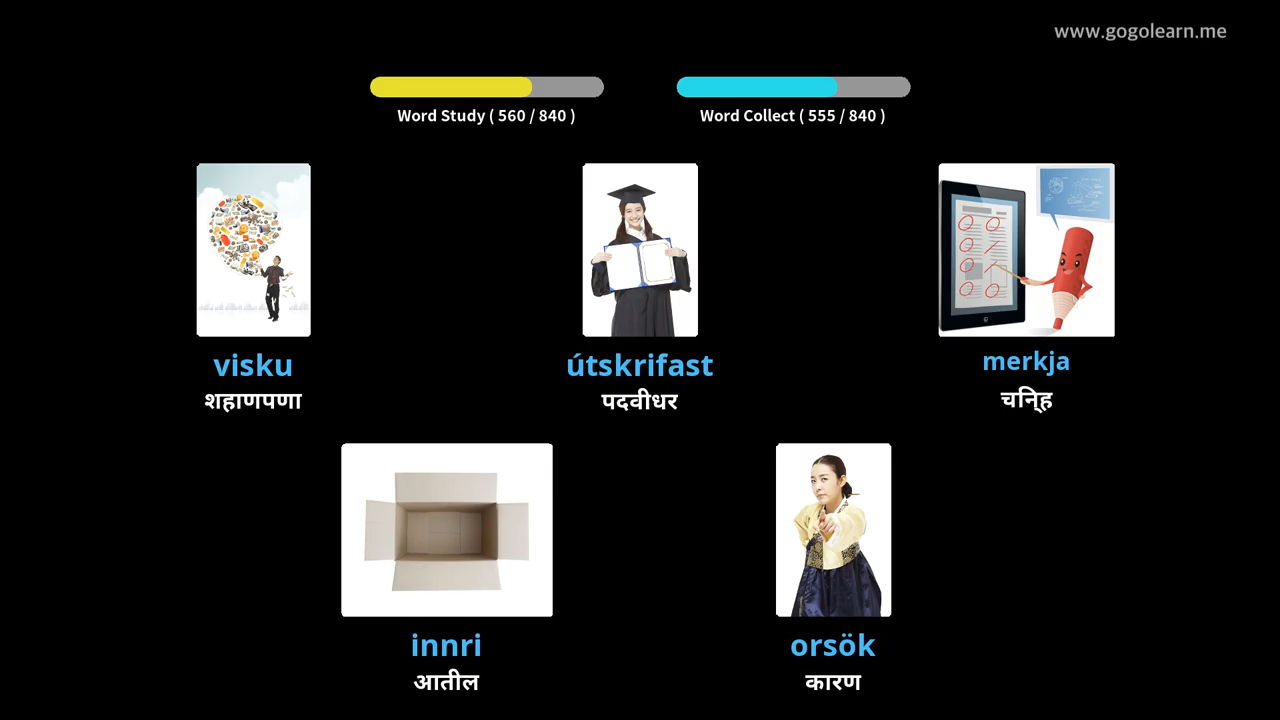 www.gogolearn.me
Word Study ( 560 / 840 )
Word Collect ( 555 / 840 )
visku
शहाणपणा
útskrifast
पदवीधर
merkja
चिन्ह
innri
आतील
orsök
कारण